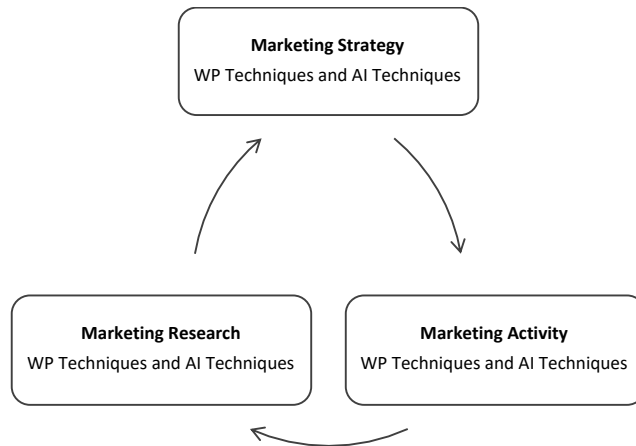 Marketing Strategy
WP Techniques and AI Techniques
Marketing Research
WP Techniques and AI Techniques
Marketing Activity
WP Techniques and AI Techniques